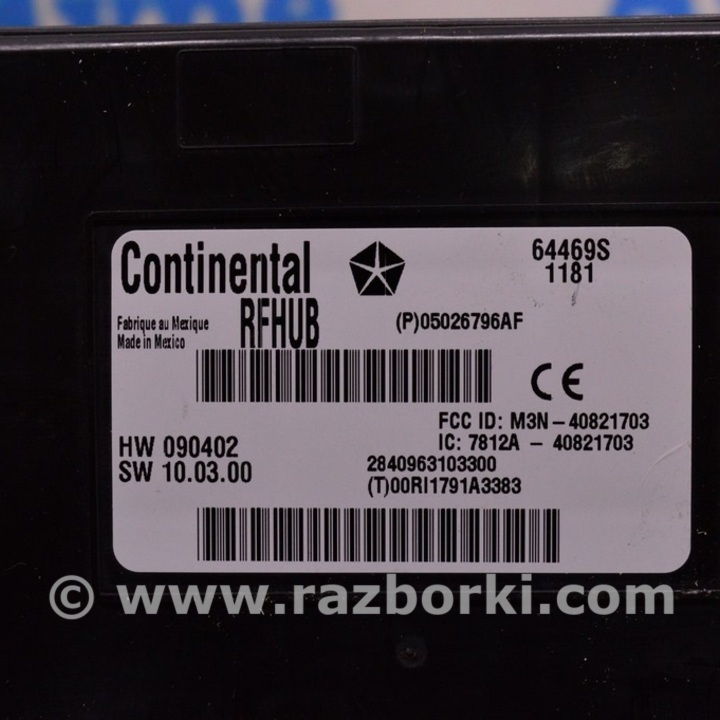 Continental
64469S
1181
Fabrique au Mexique
Made in Mexico
RFHUB
(P)05026796AF
CE
FCC ID: M3N-40821703
IC: 7812A - 40821703
HW 090402
SW 10.03.00
2840963103300
(T)00RI1791A3383
© www.razborki.com